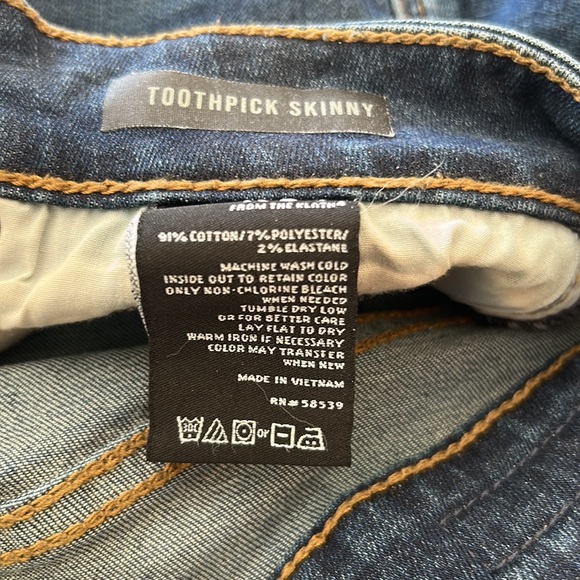 TOOTHPICK SKINNY
FROM THE KLOTH
91% COTTON/7% POLYESTER/
2% ELASTANE
MACHINE WASH COLD
INSIDE OUT TO RETAIN COLOR
ONLY NON-CHLORINE BLEACH
WHEN NEEDED
TUMBLE DRY LOW
OR FOR BETTER CARE
LAY FLAT TO DRY
WARM IRON IF NECESSARY
COLOR MAY TRANSFER
WHEN NEW
MADE IN VIETNAM
RN# 58539
30C or